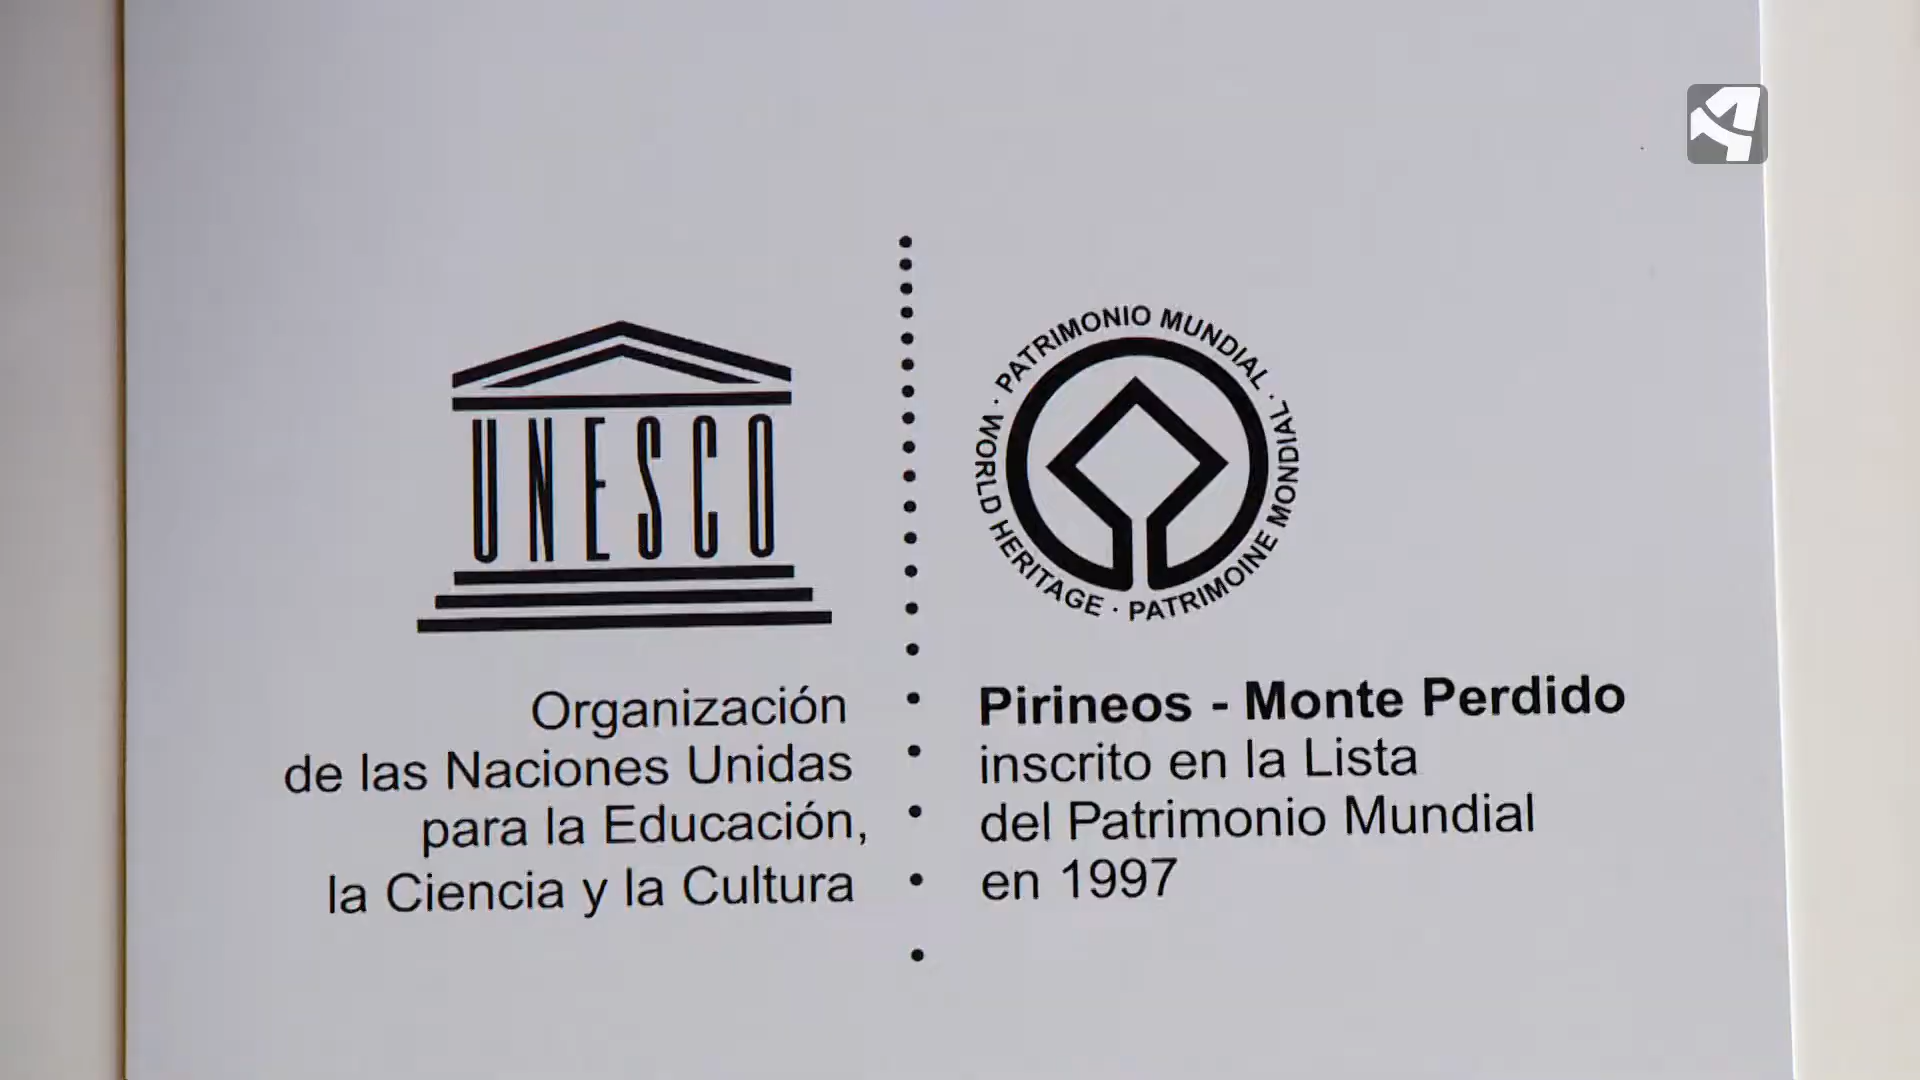 UNESCO
Organización
de las Naciones Unidas
para la Educación,
la Ciencia y la Cultura
· PATRIMONIO MUNDIAL · WORLD HERITAGE · PATRIMOINE MONDIAL
Pirineos - Monte Perdido
inscrito en la Lista
del Patrimonio Mundial
en 1997